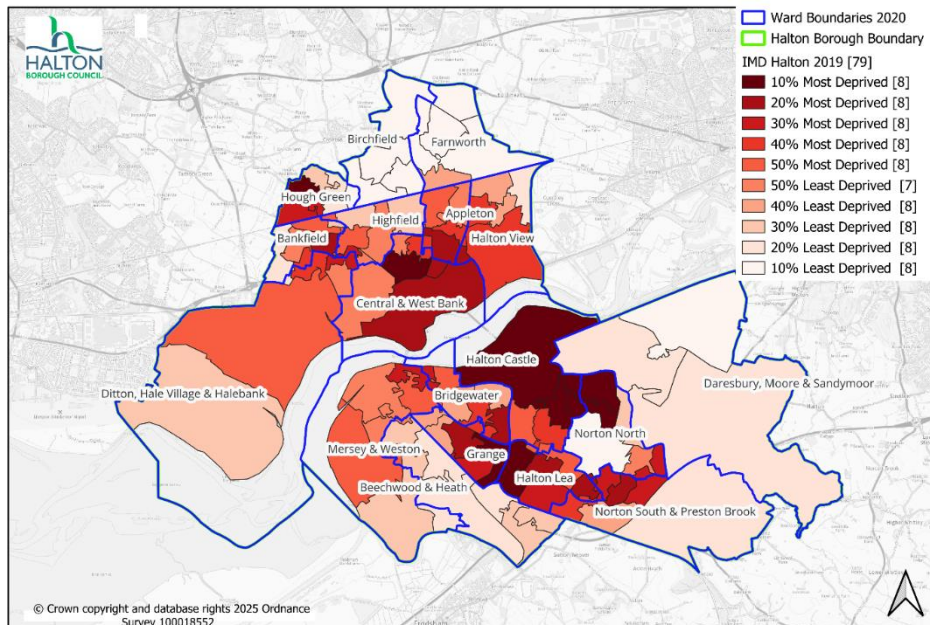 HALTON
BOROUGH COUNCIL
Ward Boundaries 2020
Halton Borough Boundary
IMD Halton 2019 [79]
10% Most Deprived [8]
20% Most Deprived [8]
30% Most Deprived [8]
40% Most Deprived [8]
50% Most Deprived [8]
50% Least Deprived [7]
40% Least Deprived [8]
30% Least Deprived [8]
20% Least Deprived [8]
10% Least Deprived [8]
Birchfield
Farnworth
Hough Green
Highfield
Appleton
Bankfield
Halton View
Central & West Bank
Halton Castle
Ditton, Hale Village & Halebank
Daresbury, Moore & Sandymoor
Bridgewater
Norton North
Mersey & Weston
Grange
Halton Lea
Beechwood & Heath
Norton South & Preston Brook
© Crown copyright and database rights 2025 Ordnance
Survey 100018552